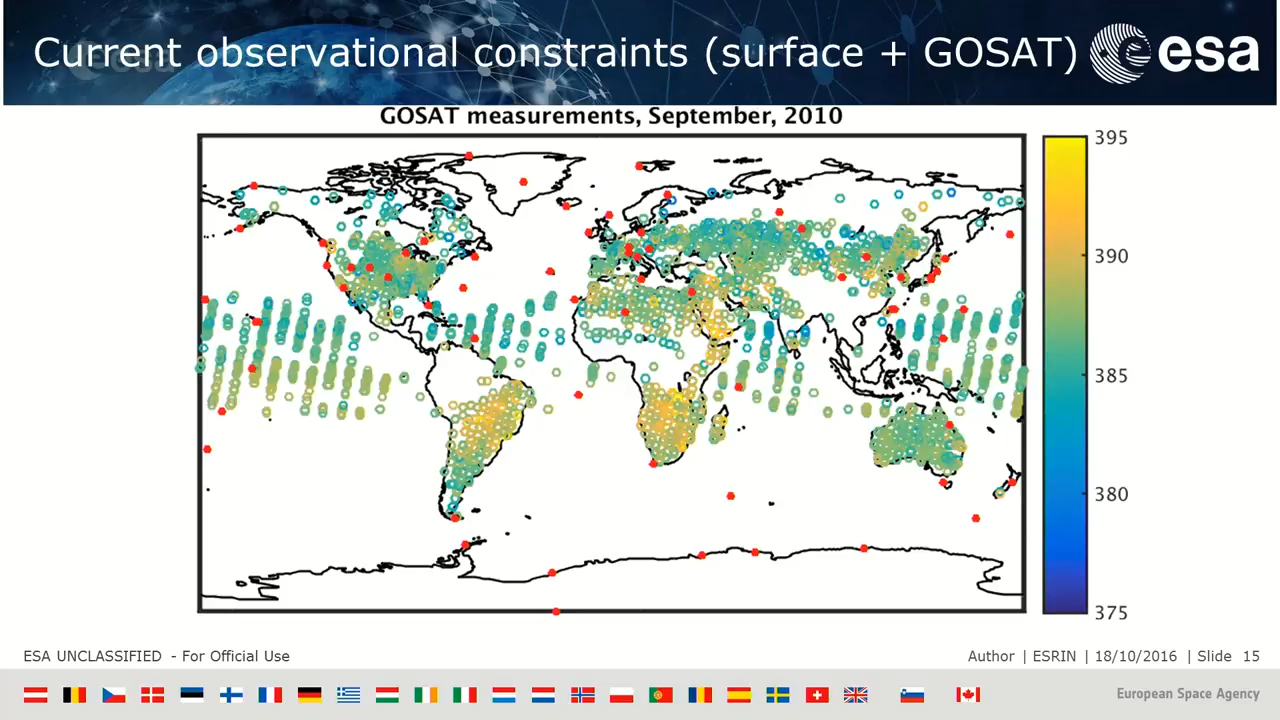 Current observational constraints (surface + GOSAT)
esa
GOSAT measurements, September, 2010
395
390
385
380
375
ESA UNCLASSIFIED - For Official Use
Author | ESRIN | 18/10/2016 | Slide 15
European Space Agency